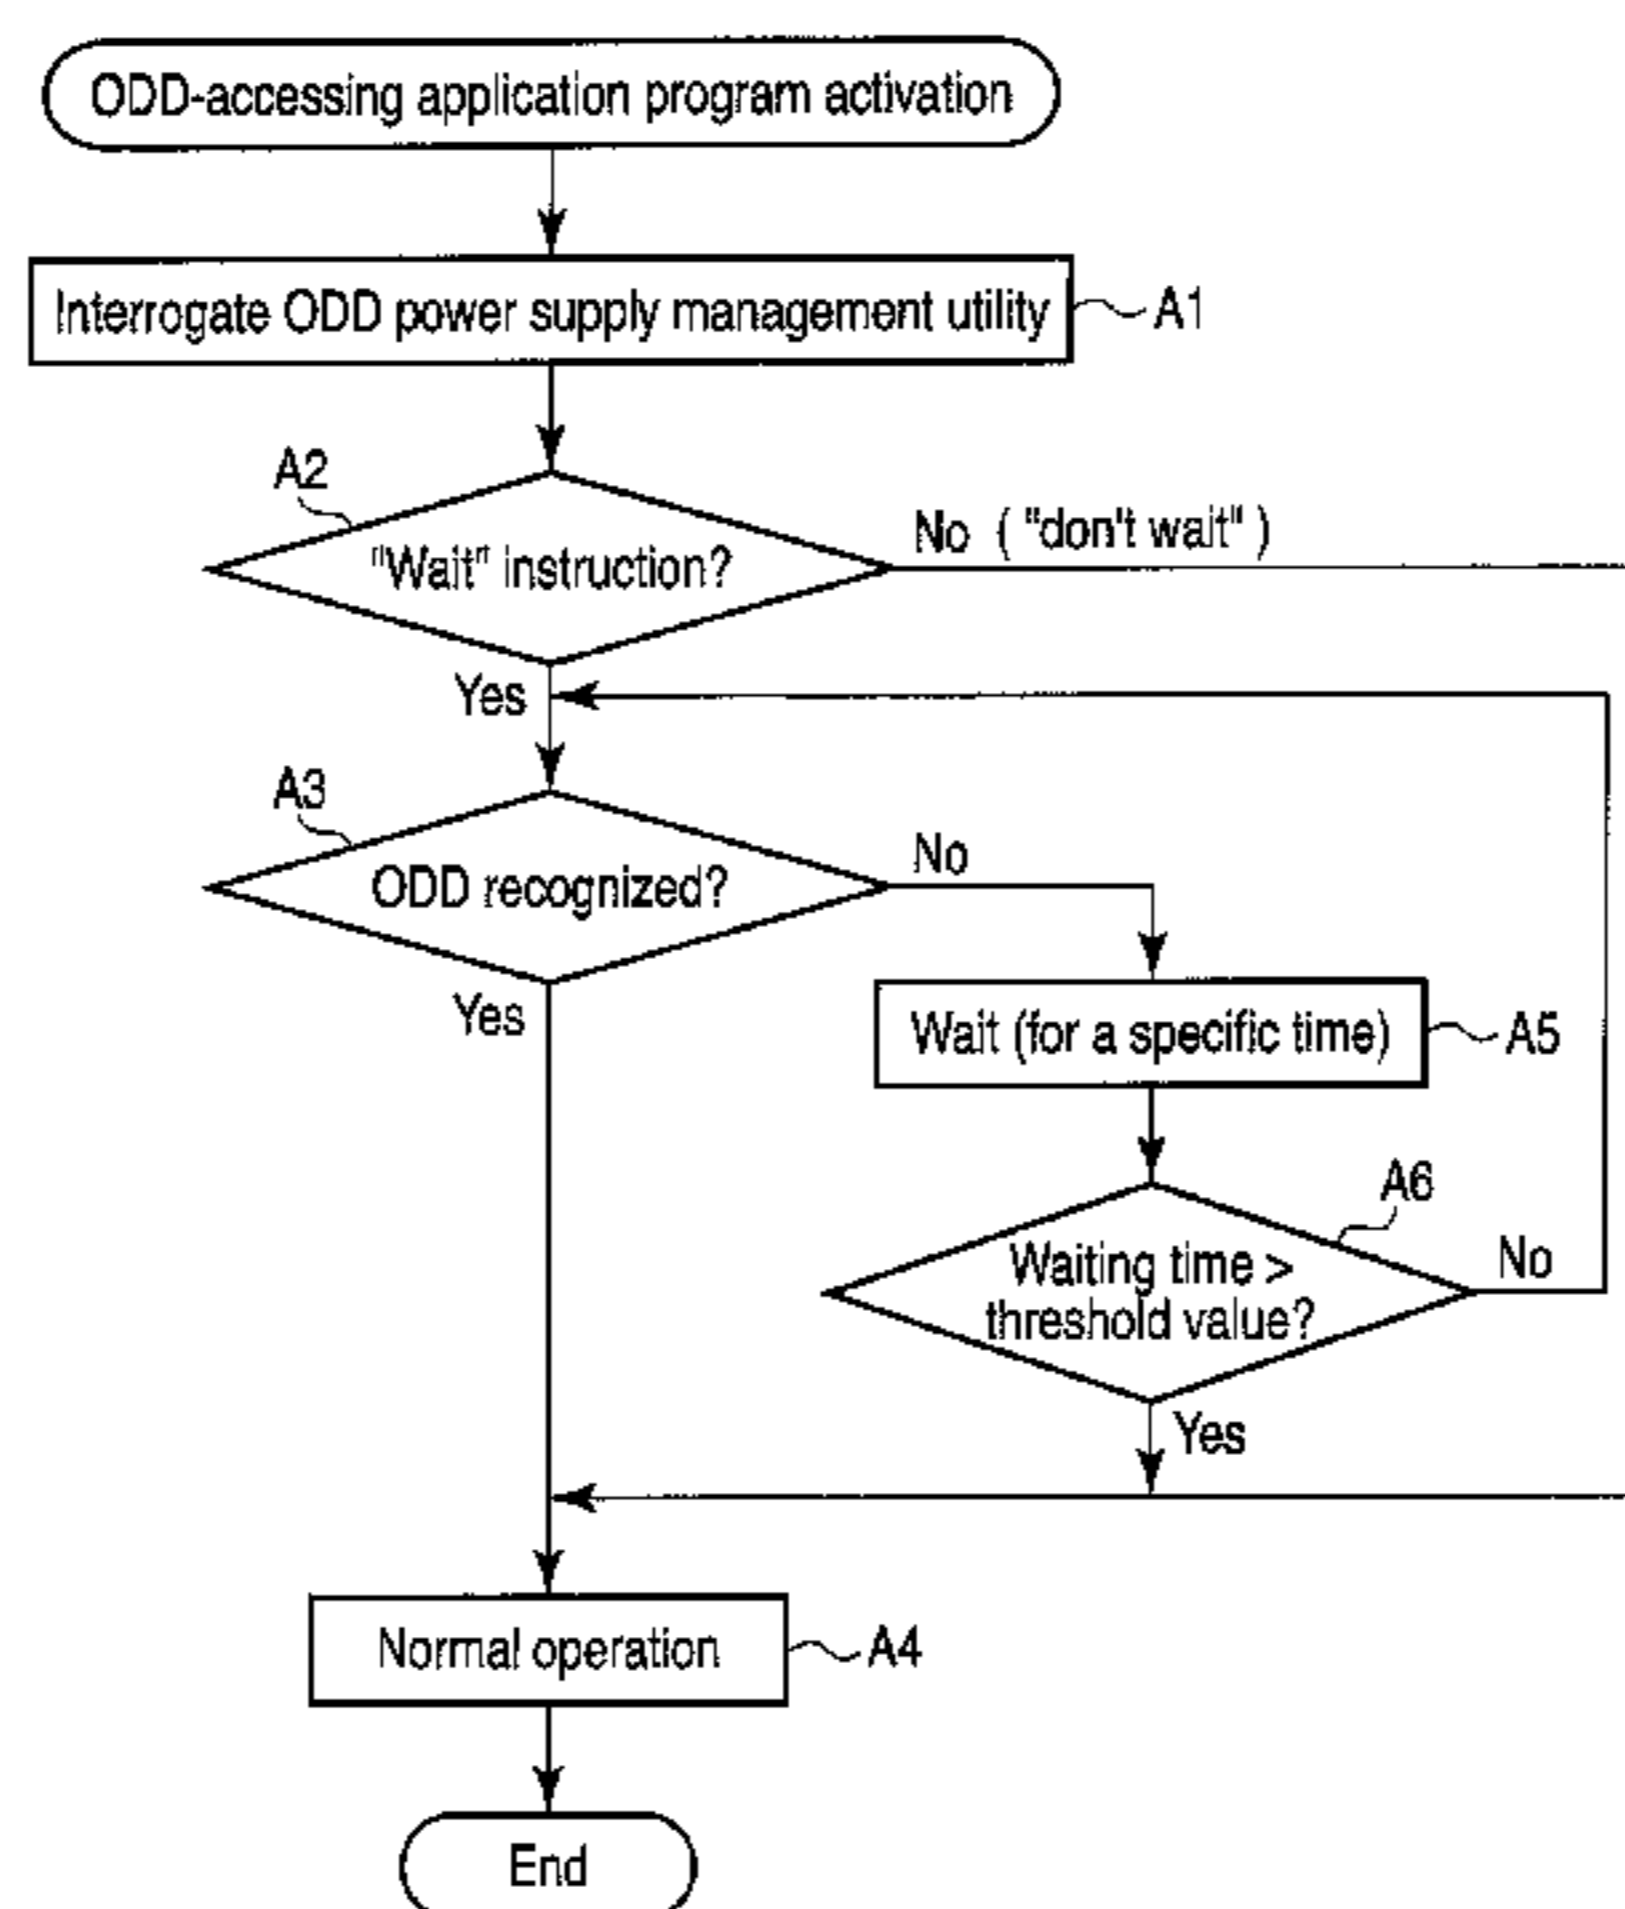 ODD-accessing application program activation
Interrogate ODD power supply management utility
A1
A2
"Wait" instruction?
No ( "don't wait" )
Yes
A3
ODD recognized?
No
Yes
Wait (for a specific time)
A5
A6
Waiting time >
threshold value?
No
Yes
Normal operation
A4
End